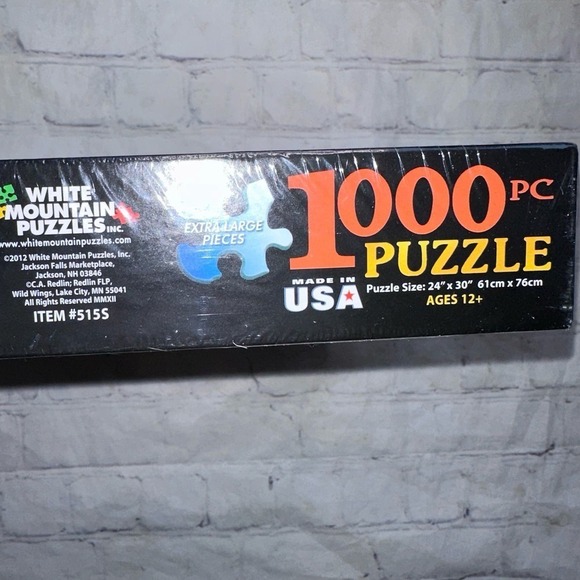 WHITE
MOUNTAIN
PUZZLES INC.
www.whitemountainpuzzles.com
©2012 White Mountain Puzzles, Inc.
Jackson Falls Marketplace,
Jackson, NH 03846
©C.A. Redlin; Redlin FLP,
Wild Wings, Lake City, MN 55041
All Rights Reserved MMXII
ITEM #515S
EXTRA LARGE
PIECES
1000 PC
PUZZLE
MADE IN
USA
Puzzle Size: 24" x 30" 61cm x 76cm
AGES 12+